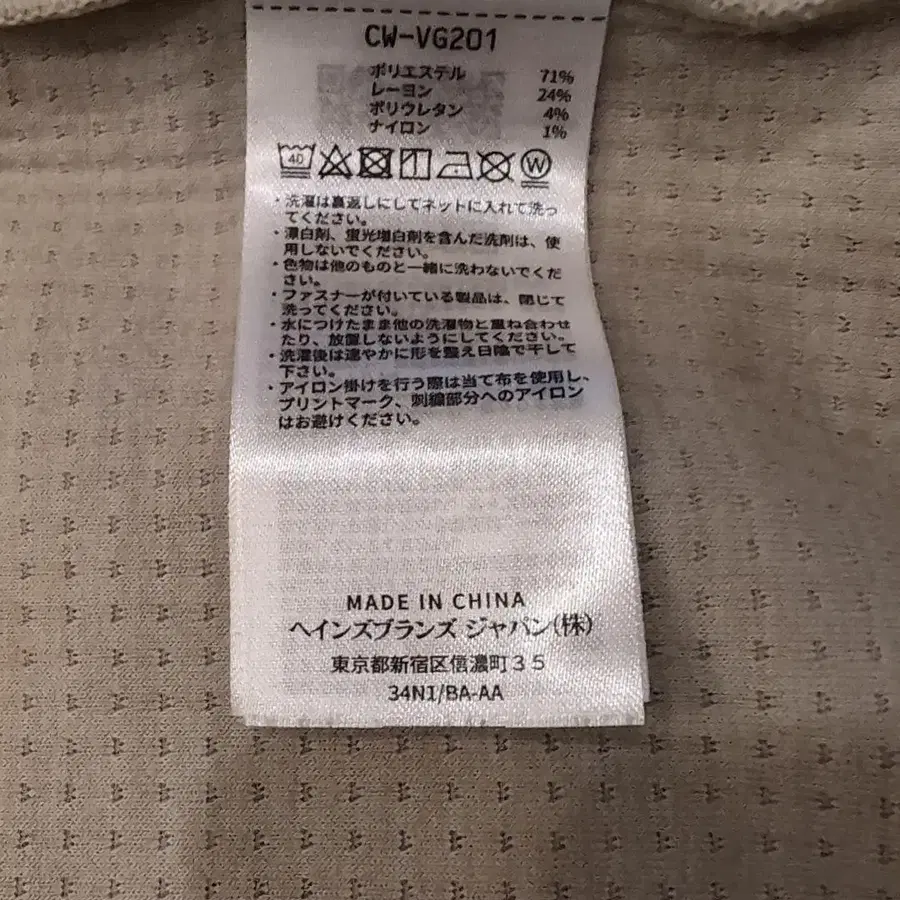 CW-VG201
ポリエステル 71%
レーヨン 24%
ポリウレタン 4%
ナイロン 1%
40
W
・洗濯は裏返しにしてネットに入れて洗っ
てください。
・漂白剤、蛍光増白剤を含んだ洗剤は、使
用しないでください。
・色物は他のものと一緒に洗わないでくだ
さい。
・ファスナーが付いている製品は、閉じて
洗ってください。
・水につけたまま他の洗濯物と重ね合わせ
たり、放置しないようにしてください。
・洗濯後は速やかに形を整え日陰で干して
下さい。
・アイロン掛けを行う際は当て布を使用し、
プリントマーク、刺繍部分へのアイロン
はお避けください。
MADE IN CHINA
ヘインズブランズ ジャパン(株)
東京都新宿区信濃町35
34N1/BA-AA